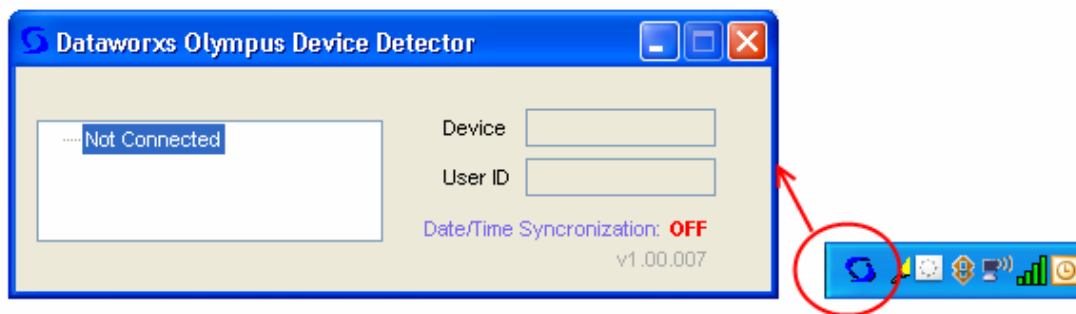 Dataworxs Olympus Device Detector
Not Connected
Device
User ID
Date/Time Syncronization: OFF
v1.00.007